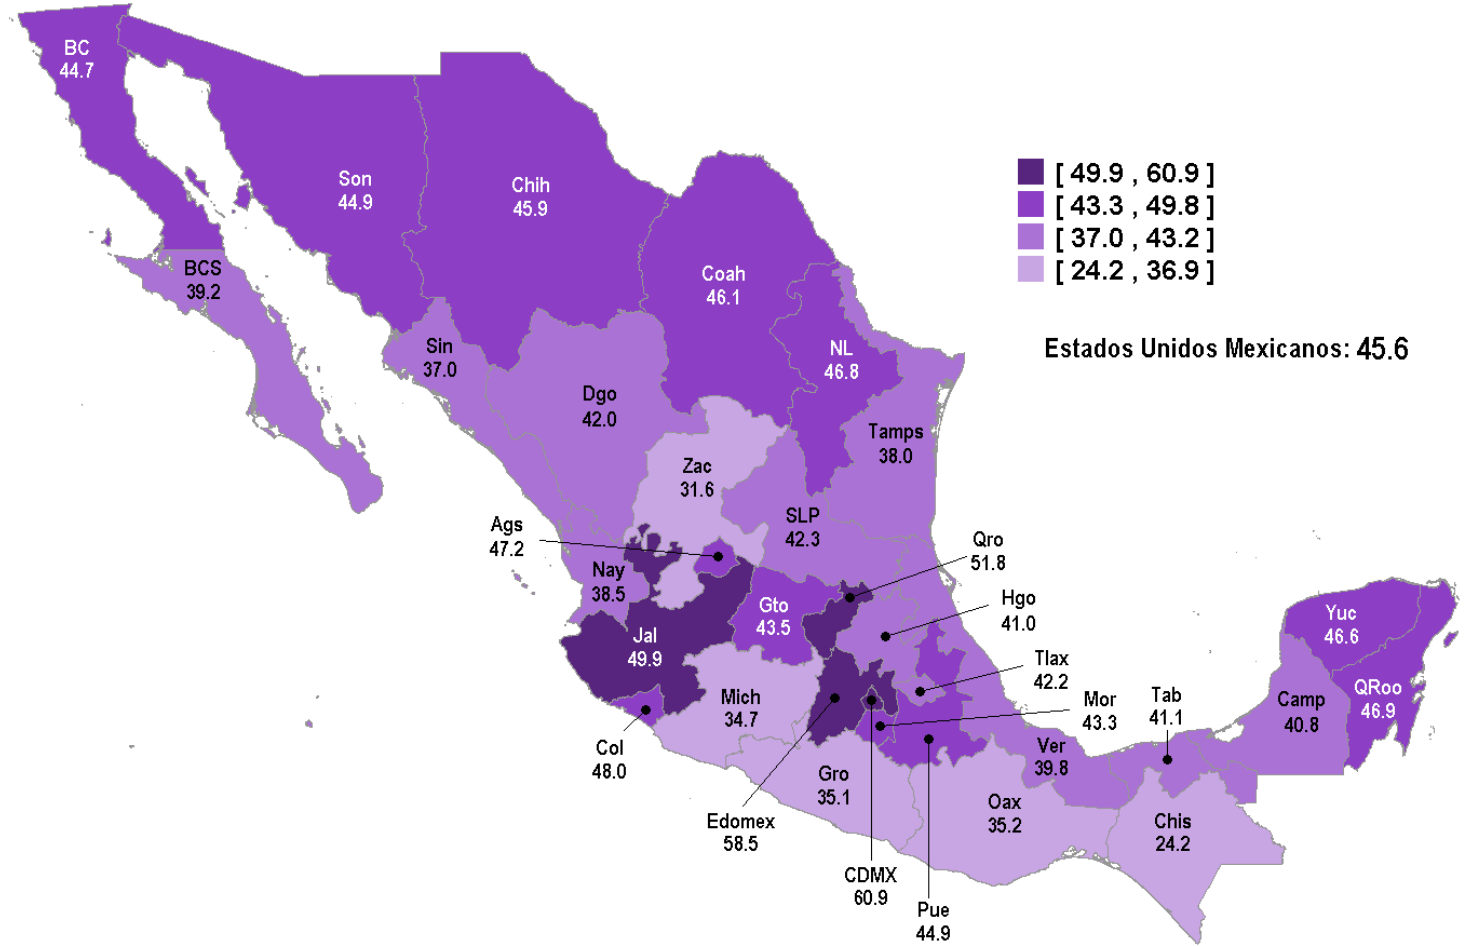 BC
44.7
Son
44.9
Chih
45.9
[ 49.9 , 60.9 ]
[ 43.3 , 49.8 ]
[ 37.0 , 43.2 ]
[ 24.2 , 36.9 ]
BCS
39.2
Coah
46.1
Sin
37.0
NL
46.8
Estados Unidos Mexicanos: 45.6
Dgo
42.0
Tamps
38.0
Zac
31.6
Ags
47.2
SLP
42.3
Qro
51.8
Nay
38.5
Gto
43.5
Hgo
41.0
Jal
49.9
Yuc
46.6
Tlax
42.2
Mich
34.7
Mor
43.3
Tab
41.1
Camp
40.8
QRoo
46.9
Col
48.0
Ver
39.8
Gro
35.1
Oax
35.2
Edomex
58.5
Chis
24.2
CDMX
60.9
Pue
44.9